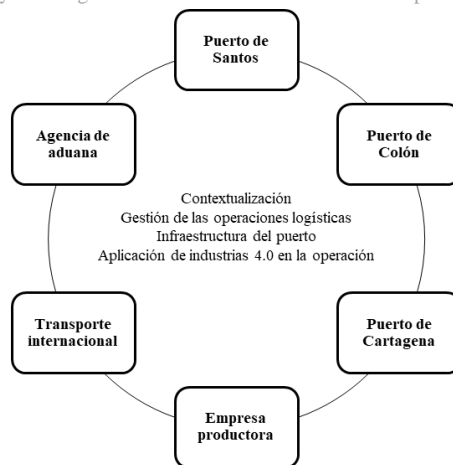 Puerto de
Santos
Agencia de
aduana
Puerto de
Colón
Contextualización
Gestión de las operaciones logísticas
Infraestructura del puerto
Aplicación de industrias 4.0 en la operación
Transporte
internacional
Puerto de
Cartagena
Empresa
productora